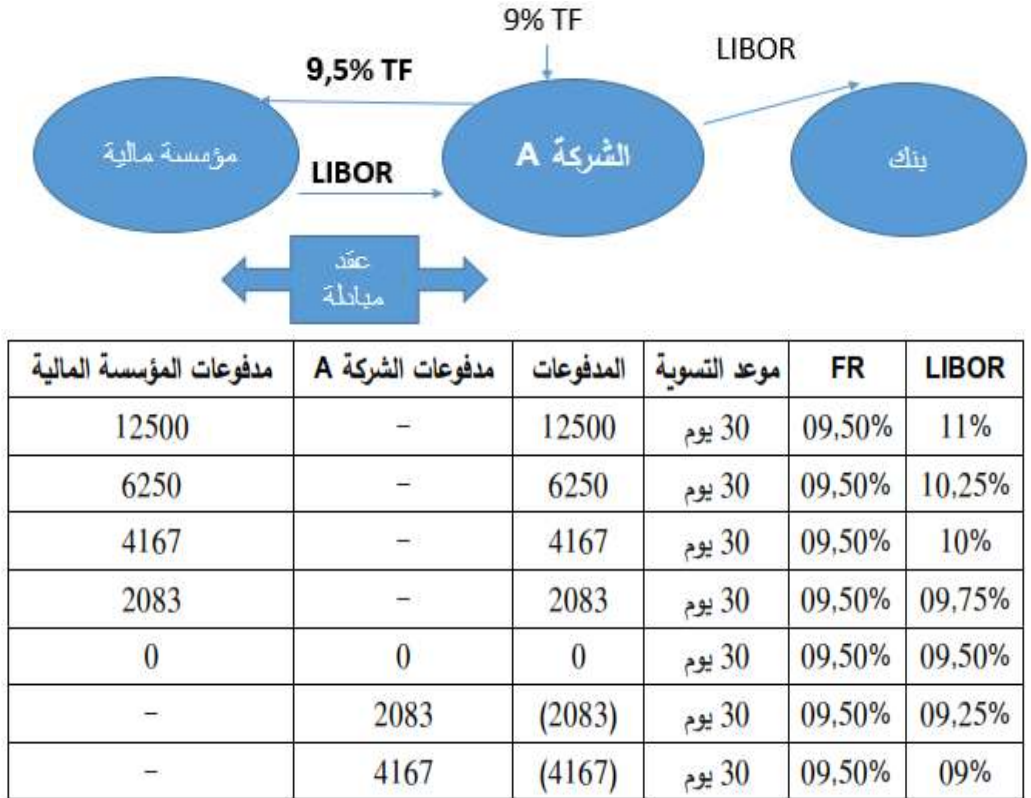 9% TF
9,5% TF
LIBOR
مؤسسة مالية
الشركة A
بنك
LIBOR
عقد
مبادلة
LIBOR FR موعد التسوية المدفوعات مدفوعات الشركة A مدفوعات المؤسسة المالية
11% 09,50% 30 يوم 12500 – 12500
10,25% 09,50% 30 يوم 6250 – 6250
10% 09,50% 30 يوم 4167 – 4167
09,75% 09,50% 30 يوم 2083 – 2083
09,50% 09,50% 30 يوم 0 0 0
09,25% 09,50% 30 يوم (2083) 2083 –
09% 09,50% 30 يوم (4167) 4167 –